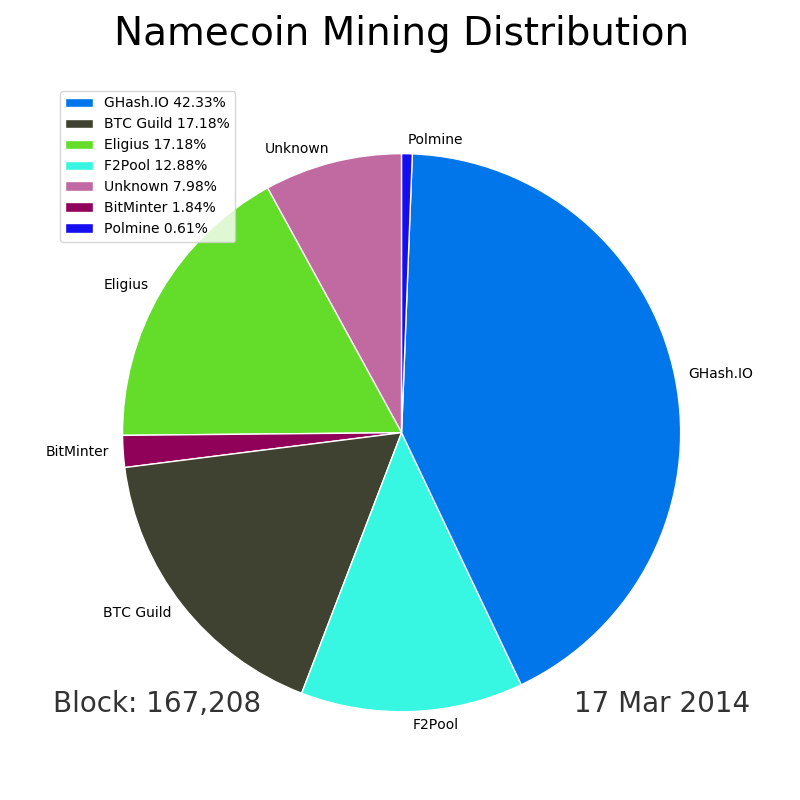 Namecoin Mining Distribution
GHash.IO 42.33%
BTC Guild 17.18%
Eligius 17.18%
F2Pool 12.88%
Unknown 7.98%
BitMinter 1.84%
Polmine 0.61%
Polmine
Unknown
Eligius
GHash.IO
BitMinter
BTC Guild
F2Pool
Block: 167,208
17 Mar 2014